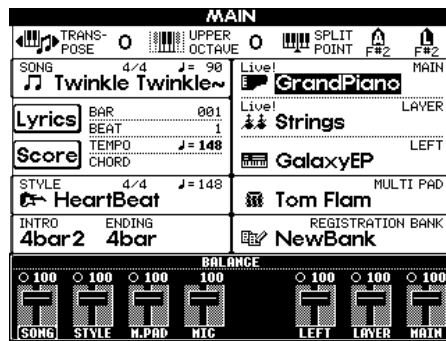 MAIN
TRANS-POSE 0 UPPER OCTAVE 0 SPLIT POINT A F#2 L F#2
SONG 4/4 ♩= 90
Twinkle Twinkle~
Live! MAIN
GrandPiano
Lyrics BAR 001
BEAT 1
Live! LAYER
Strings
Score TEMPO ♩=148
CHORD
LEFT
GalaxyEP
STYLE 4/4 ♩=148
HeartBeat
MULTI PAD
Tom Flam
INTRO ENDING
4bar2 4bar
REGISTRATION BANK
NewBank
BALANCE
100 100 100 100 100 100 100
SONG STYLE M.PAD MIC LEFT LAYER MAIN